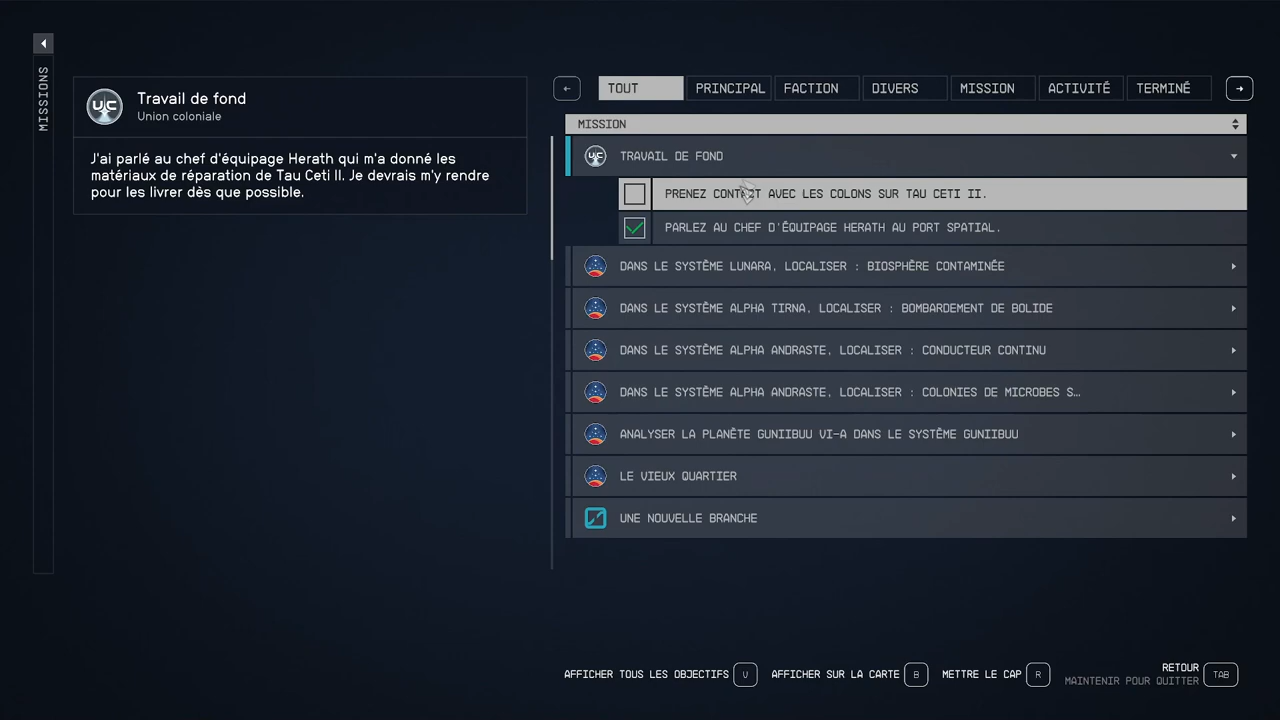 MISSIONS
UC
Travail de fond
Union coloniale
J'ai parlé au chef d'équipage Herath qui m'a donné les
matériaux de réparation de Tau Ceti II. Je devrais m'y rendre
pour les livrer dès que possible.
TOUT
PRINCIPAL
FACTION
DIVERS
MISSION
ACTIVITÉ
TERMINÉ
MISSION
UC
TRAVAIL DE FOND
PRENEZ CONTACT AVEC LES COLONS SUR TAU CETI II.
PARLEZ AU CHEF D'ÉQUIPAGE HERATH AU PORT SPATIAL.
DANS LE SYSTÈME LUNARA, LOCALISER : BIOSPHÈRE CONTAMINÉE
DANS LE SYSTÈME ALPHA TIRNA, LOCALISER : BOMBARDEMENT DE BOLIDE
DANS LE SYSTÈME ALPHA ANDRASTE, LOCALISER : CONDUCTEUR CONTINU
DANS LE SYSTÈME ALPHA ANDRASTE, LOCALISER : COLONIES DE MICROBES S...
ANALYSER LA PLANÈTE GUNIIBUU VI-A DANS LE SYSTÈME GUNIIBUU
LE VIEUX QUARTIER
UNE NOUVELLE BRANCHE
AFFICHER TOUS LES OBJECTIFS V
AFFICHER SUR LA CARTE B
METTRE LE CAP R
RETOUR
MAINTENIR POUR QUITTER
TAB